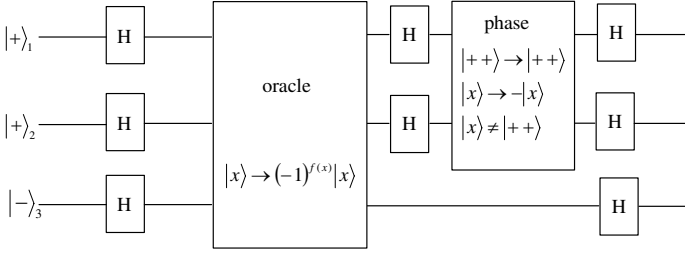 |+⟩₁ H H phase H
oracle |++⟩→|++⟩
|x⟩→−|x⟩
|+⟩₂ H H |x⟩≠|++⟩ H
|x⟩→(−1)^{f(x)}|x⟩
|−⟩₃ H H